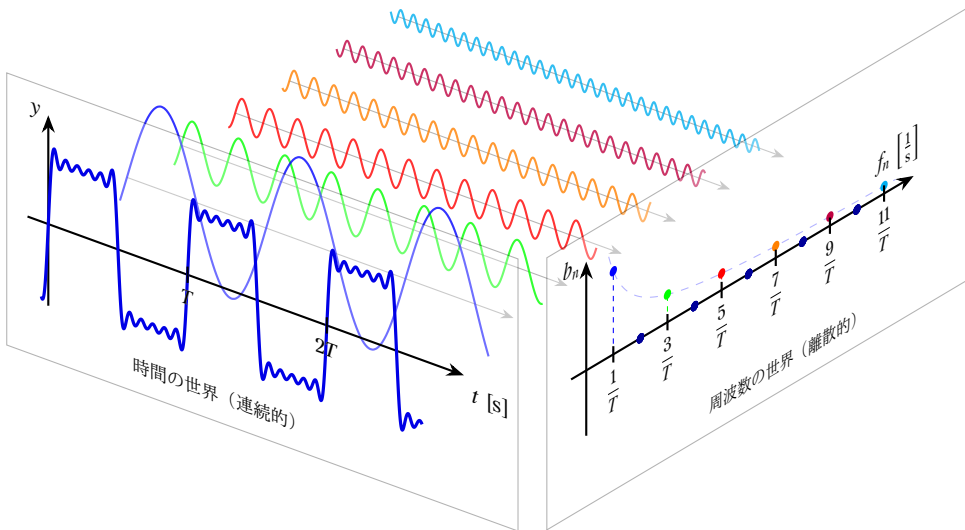 y
T
2T
t [s]
時間の世界（連続的）
bₙ
fₙ [1/s]
1/T
3/T
5/T
7/T
9/T
11/T
周波数の世界（離散的）